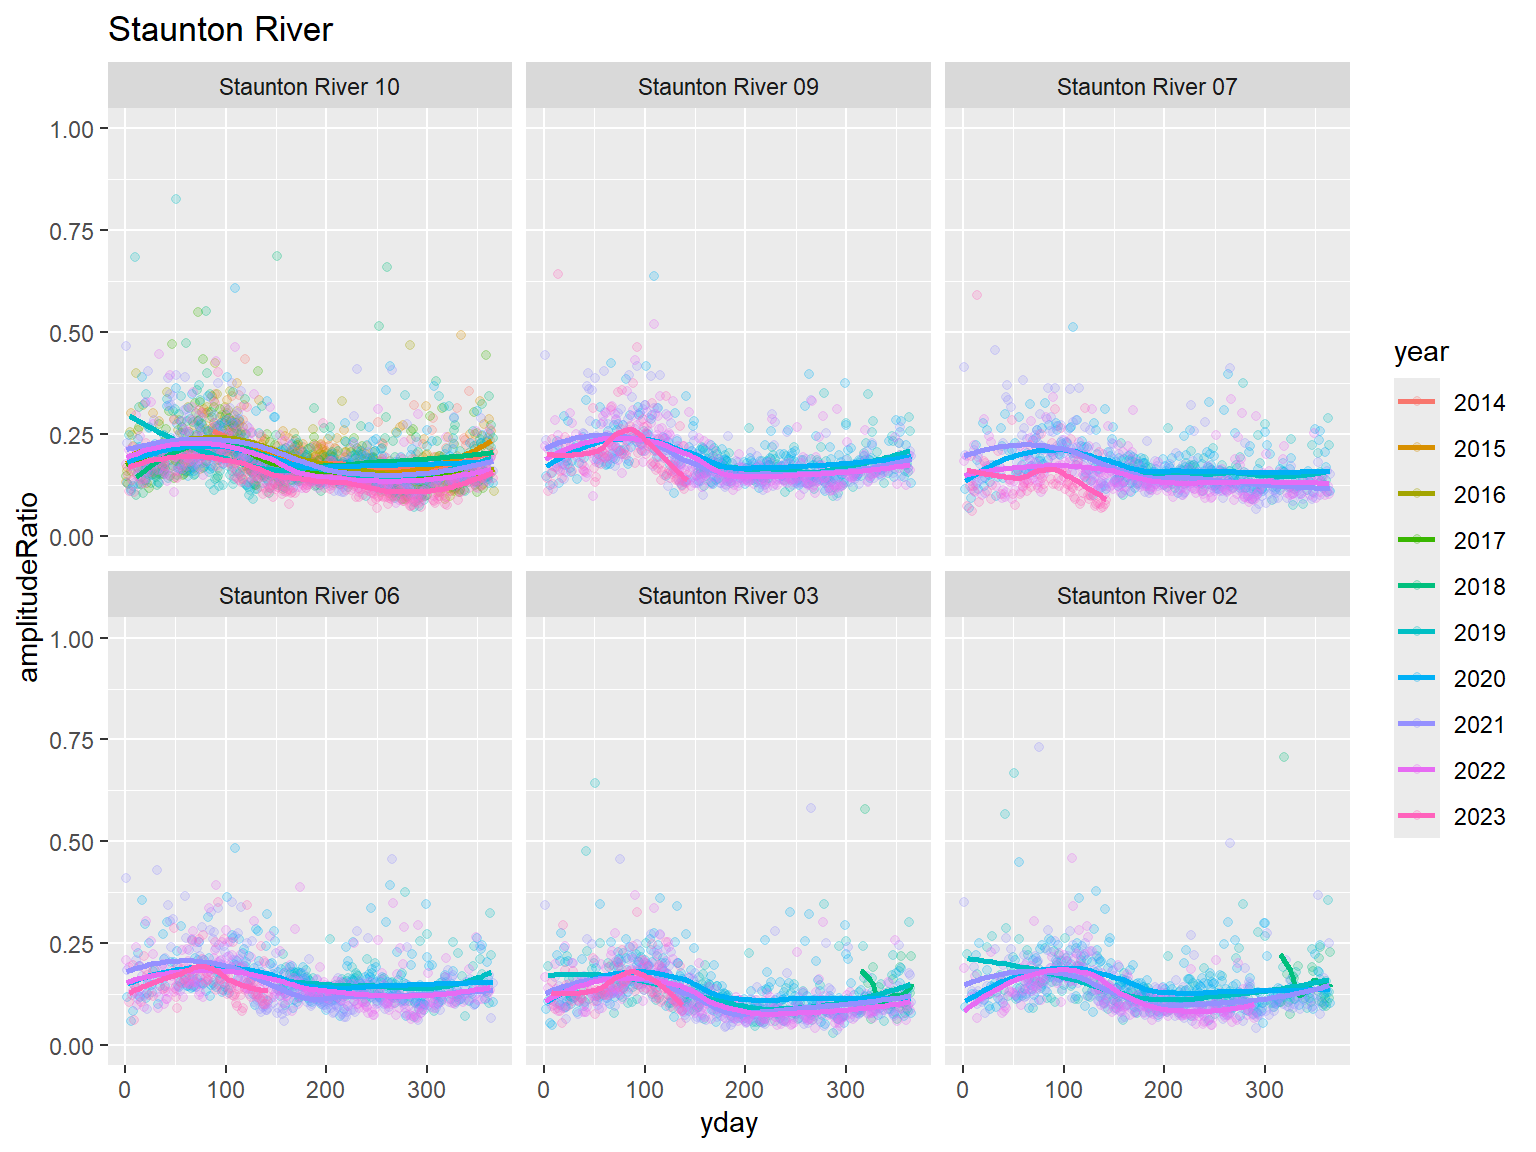 Staunton River
Staunton River 10
Staunton River 09
Staunton River 07
1.00
0.75
0.50
0.25
0.00
Staunton River 06
Staunton River 03
Staunton River 02
1.00
0.75
0.50
0.25
0.00
0 100 200 300
0 100 200 300
0 100 200 300
yday
amplitudeRatio
year
2014
2015
2016
2017
2018
2019
2020
2021
2022
2023